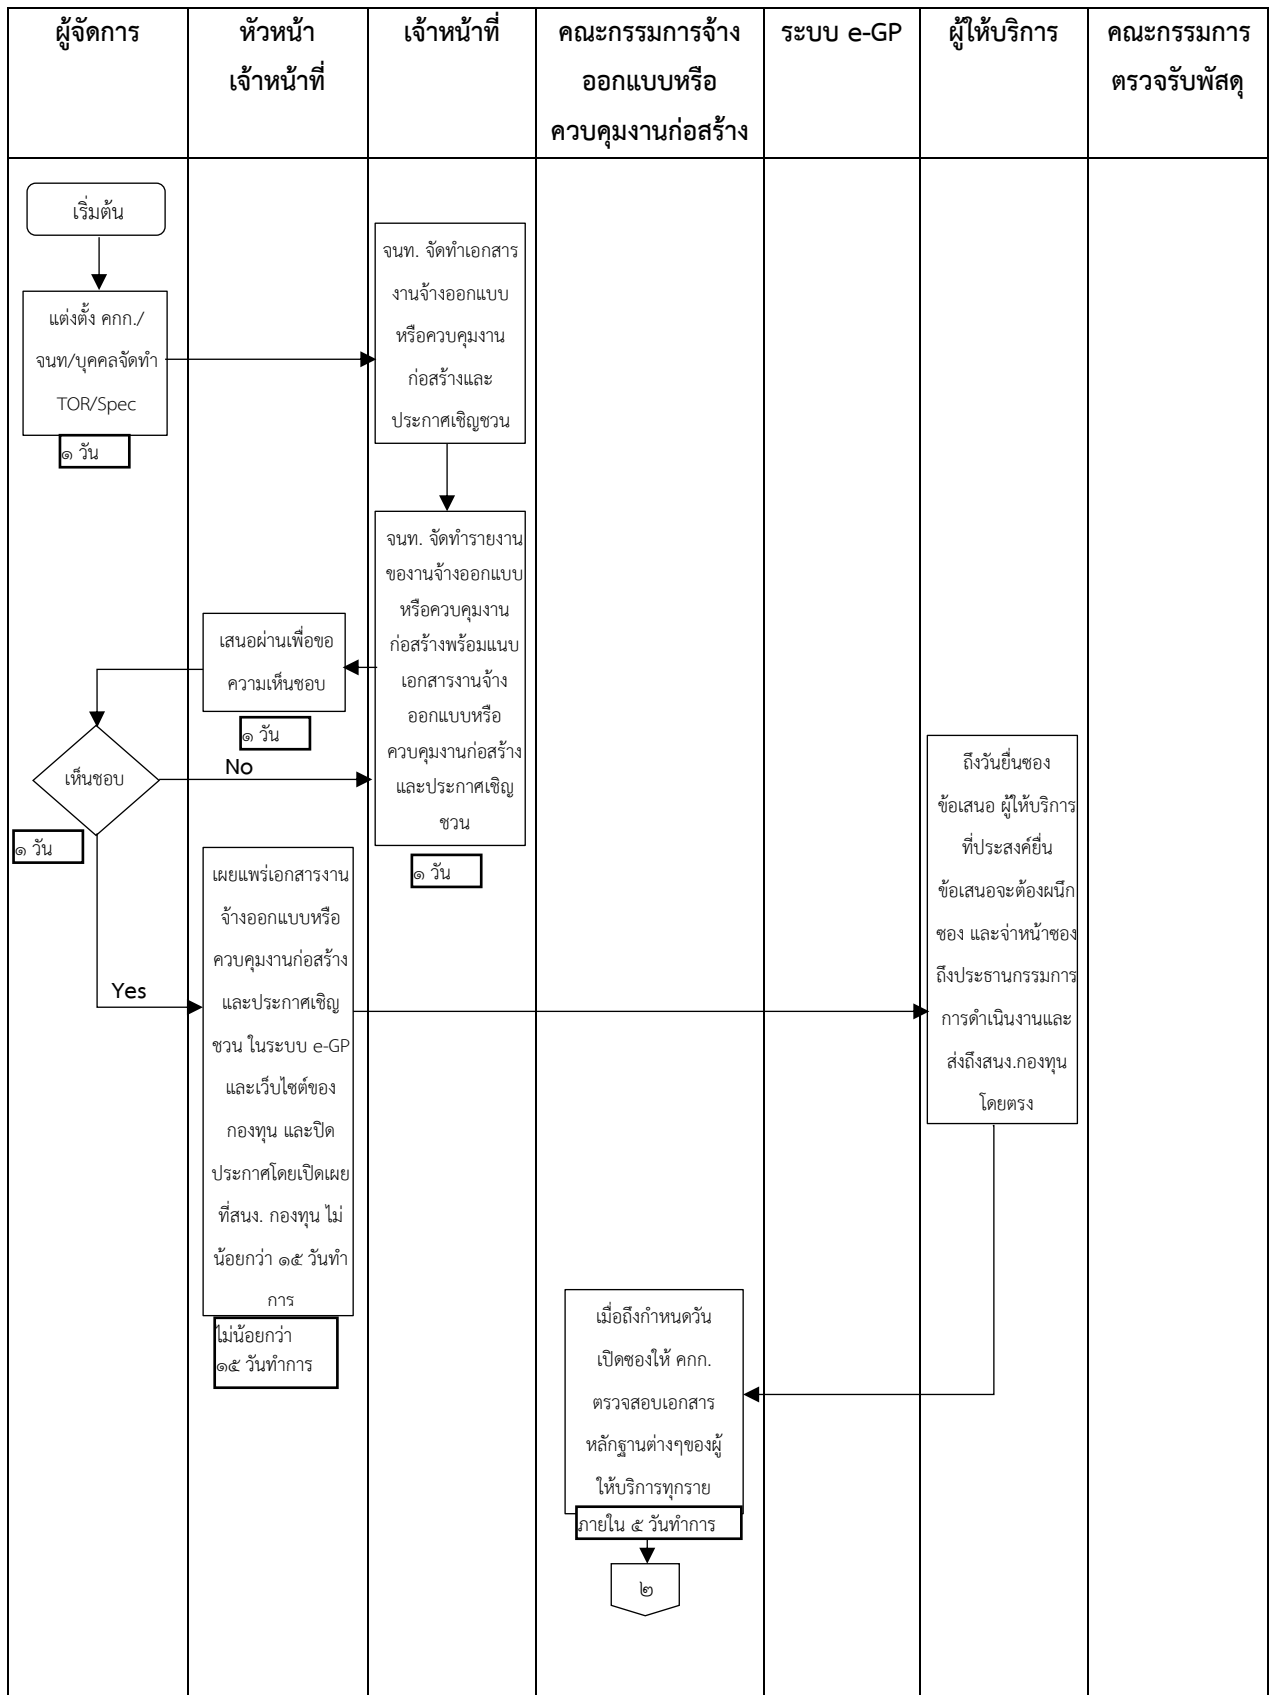 ผู้จัดการ
หัวหน้า
เจ้าหน้าที่
เจ้าหน้าที่
คณะกรรมการจ้าง
ออกแบบหรือ
ควบคุมงานก่อสร้าง
ระบบ e-GP
ผู้ให้บริการ
คณะกรรมการ
ตรวจรับพัสดุ
เริ่มต้น
แต่งตั้ง คกก./
จนท/บุคคลจัดทำ
TOR/Spec
๑ วัน
จนท. จัดทำเอกสาร
งานจ้างออกแบบ
หรือควบคุมงาน
ก่อสร้างและ
ประกาศเชิญชวน
จนท. จัดทำรายงาน
ของานจ้างออกแบบ
หรือควบคุมงาน
ก่อสร้างพร้อมแนบ
เอกสารงานจ้าง
ออกแบบหรือ
ควบคุมงานก่อสร้าง
และประกาศเชิญ
ชวน
๑ วัน
เสนอผ่านเพื่อขอ
ความเห็นชอบ
๑ วัน
เห็นชอบ
No
๑ วัน
Yes
เผยแพร่เอกสารงาน
จ้างออกแบบหรือ
ควบคุมงานก่อสร้าง
และประกาศเชิญ
ชวน ในระบบ e-GP
และเว็บไซต์ของ
กองทุน และปิด
ประกาศโดยเปิดเผย
ที่สนง. กองทุน ไม่
น้อยกว่า ๑๕ วันทำ
การ
ไม่น้อยกว่า
๑๕ วันทำการ
ถึงวันยื่นซอง
ข้อเสนอ ผู้ให้บริการ
ที่ประสงค์ยื่น
ข้อเสนอจะต้องผนึก
ซอง และจ่าหน้าซอง
ถึงประธานกรรมการ
การดำเนินงานและ
ส่งถึงสนง.กองทุน
โดยตรง
เมื่อถึงกำหนดวัน
เปิดซองให้ คกก.
ตรวจสอบเอกสาร
หลักฐานต่างๆของผู้
ให้บริการทุกราย
ภายใน ๕ วันทำการ
๒